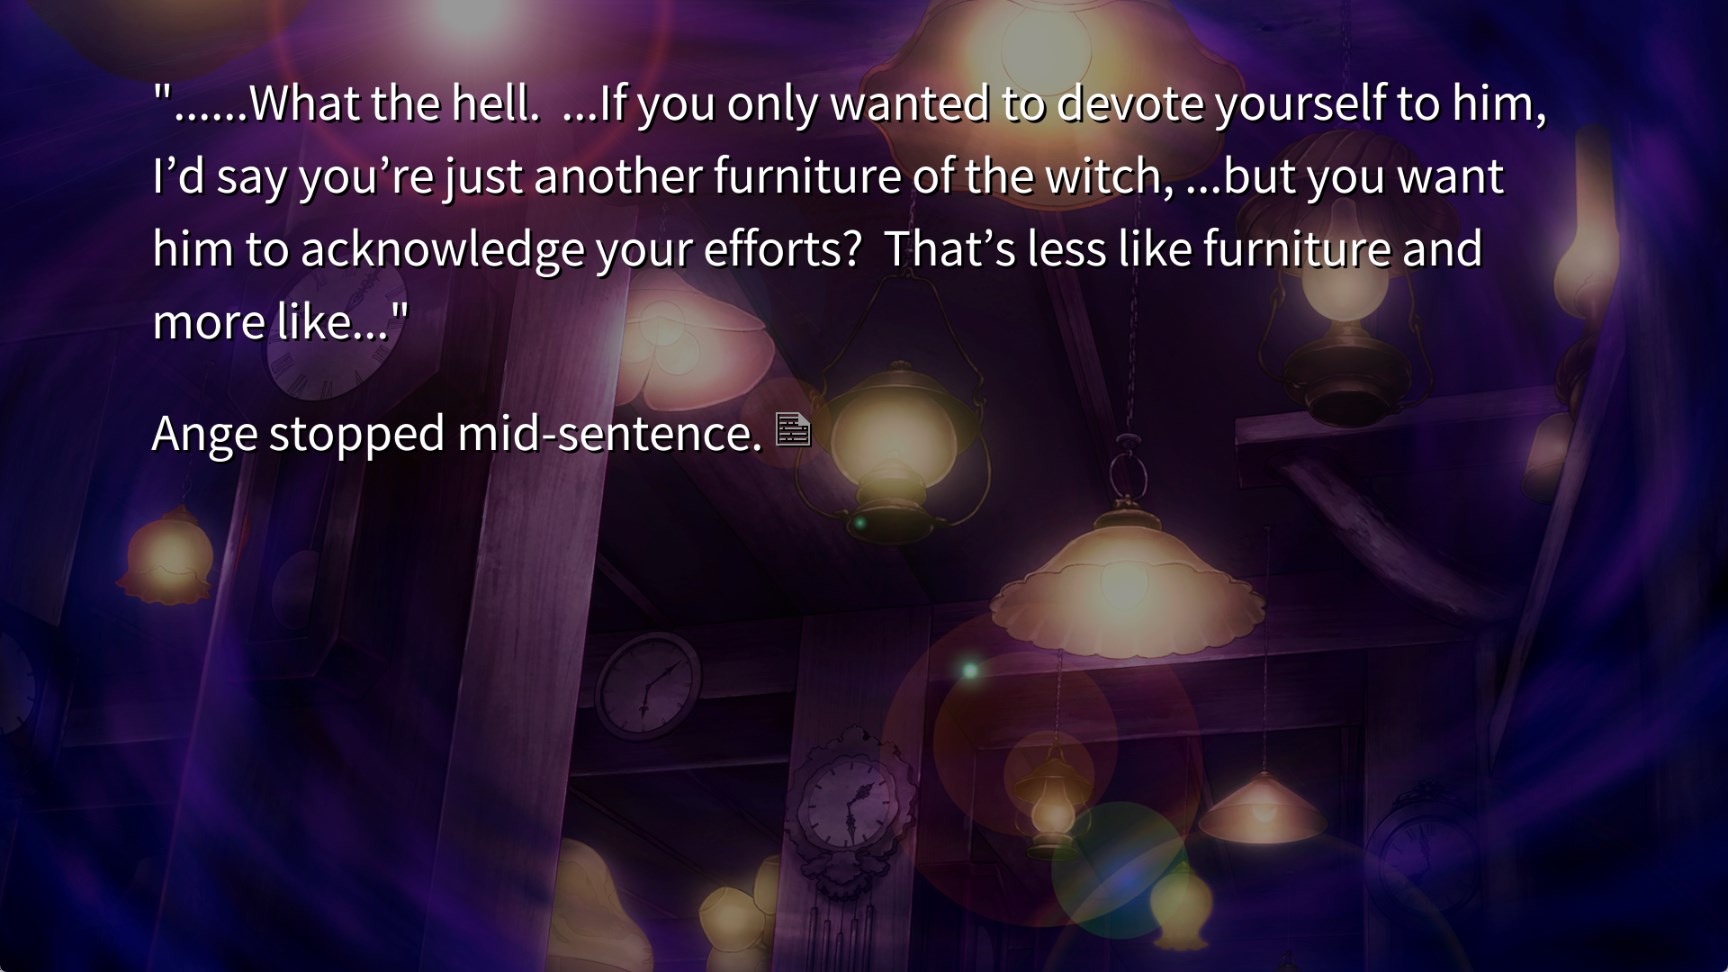 "......What the hell.  ...If you only wanted to devote yourself to him,
I’d say you’re just another furniture of the witch, ...but you want
him to acknowledge your efforts?  That’s less like furniture and
more like..."
Ange stopped mid-sentence.